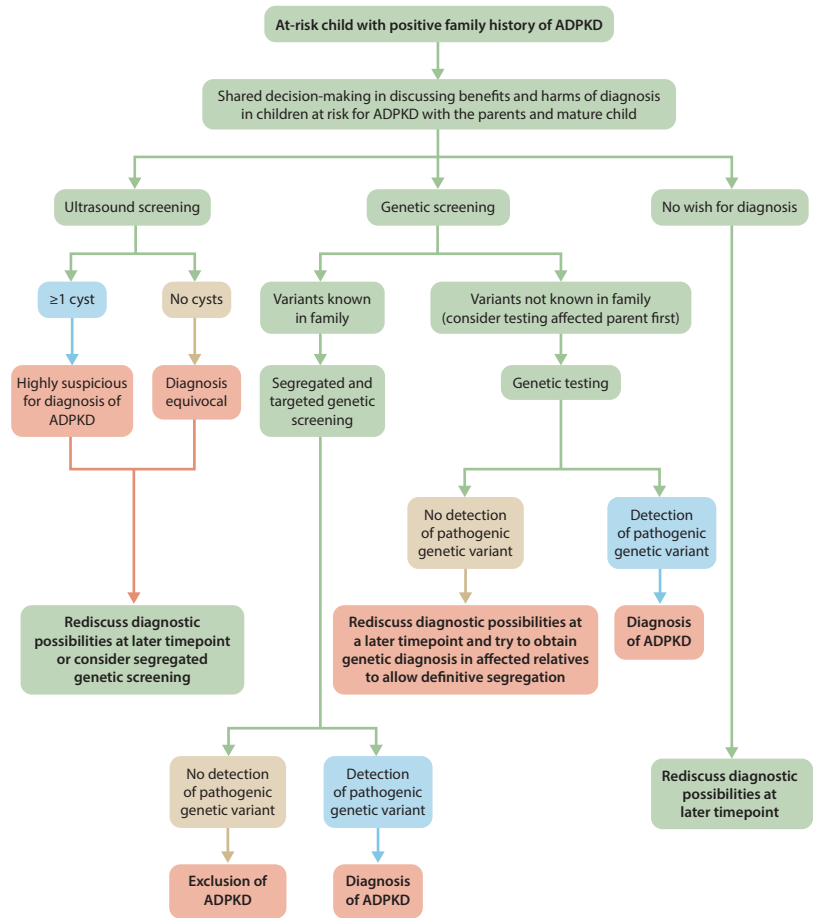 At-risk child with positive family history of ADPKD
Shared decision-making in discussing benefits and harms of diagnosis
in children at risk for ADPKD with the parents and mature child
Ultrasound screening
Genetic screening
No wish for diagnosis
≥1 cyst
No cysts
Variants known
in family
Variants not known in family
(consider testing affected parent first)
Highly suspicious
for diagnosis of
ADPKD
Diagnosis
equivocal
Segregated and
targeted genetic
screening
Genetic testing
No detection
of pathogenic
genetic variant
Detection
of pathogenic
genetic variant
Rediscuss diagnostic
possibilities at later timepoint
or consider segregated
genetic screening
Rediscuss diagnostic possibilities at
a later timepoint and try to obtain
genetic diagnosis in affected relatives
to allow definitive segregation
Diagnosis
of ADPKD
No detection
of pathogenic
genetic variant
Detection
of pathogenic
genetic variant
Rediscuss diagnostic
possibilities at
later timepoint
Exclusion of
ADPKD
Diagnosis
of ADPKD